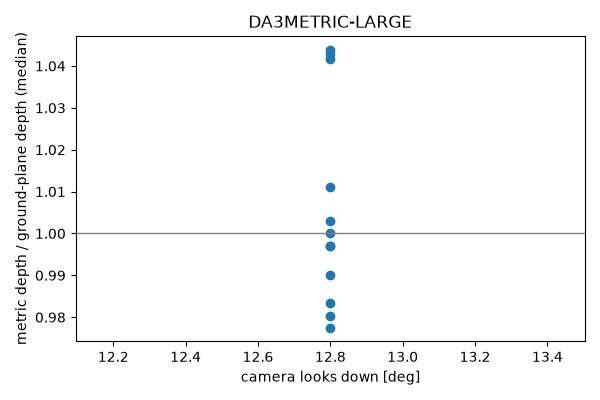 DA3METRIC-LARGE
metric depth / ground-plane depth (median)
1.04
1.03
1.02
1.01
1.00
0.99
0.98
12.2 12.4 12.6 12.8 13.0 13.2 13.4
camera looks down [deg]